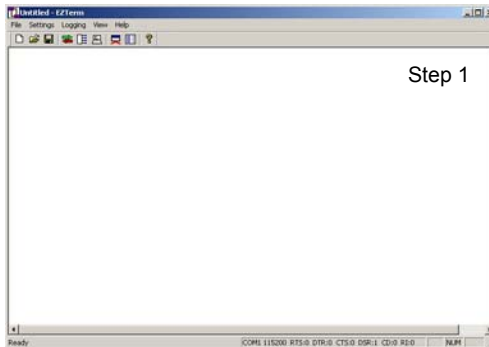 Untitled - EZTerm
File Settings Logging View Help
Step 1
Ready COM1 115200 RTS:0 DTR:0 CTS:0 DSR:1 CD:0 RI:0 NUM